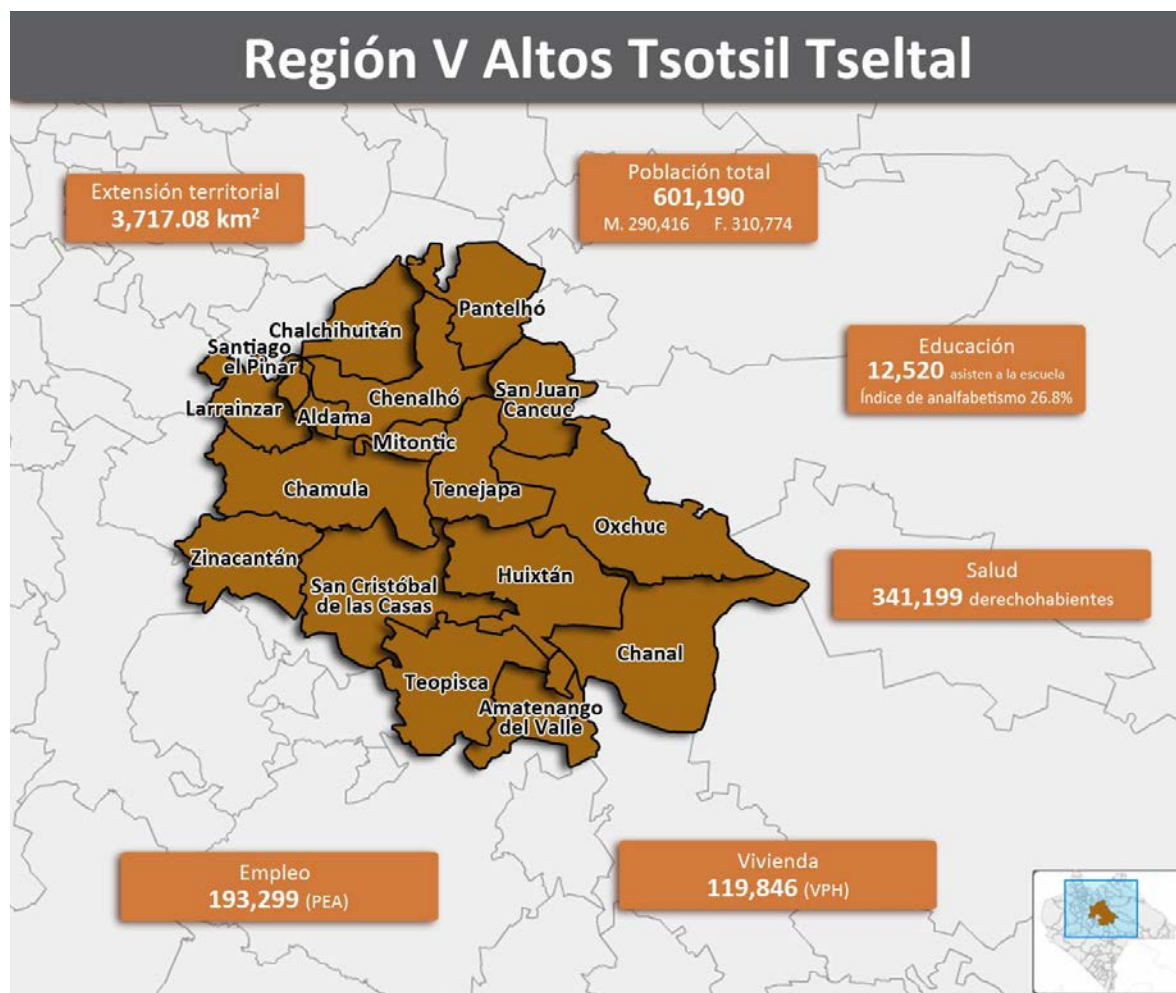 Región V Altos Tsotsil Tseltal
Extensión territorial
3,717.08 km²
Población total
601,190
M. 290,416 F. 310,774
Educación
12,520 asisten a la escuela
Índice de analfabetismo 26.8%
Pantelhó
Chalchihuitán
Santiago
el Pinar
Larrainzar
Aldama
Chenalhó
San Juan
Cancuc
Mitontic
Chamula
Tenejapa
Oxchuc
Zinacantán
San Cristóbal
de las Casas
Huixtán
Chanal
Teopisca
Amatenango
del Valle
Salud
341,199 derechohabientes
Empleo
193,299 (PEA)
Vivienda
119,846 (VPH)